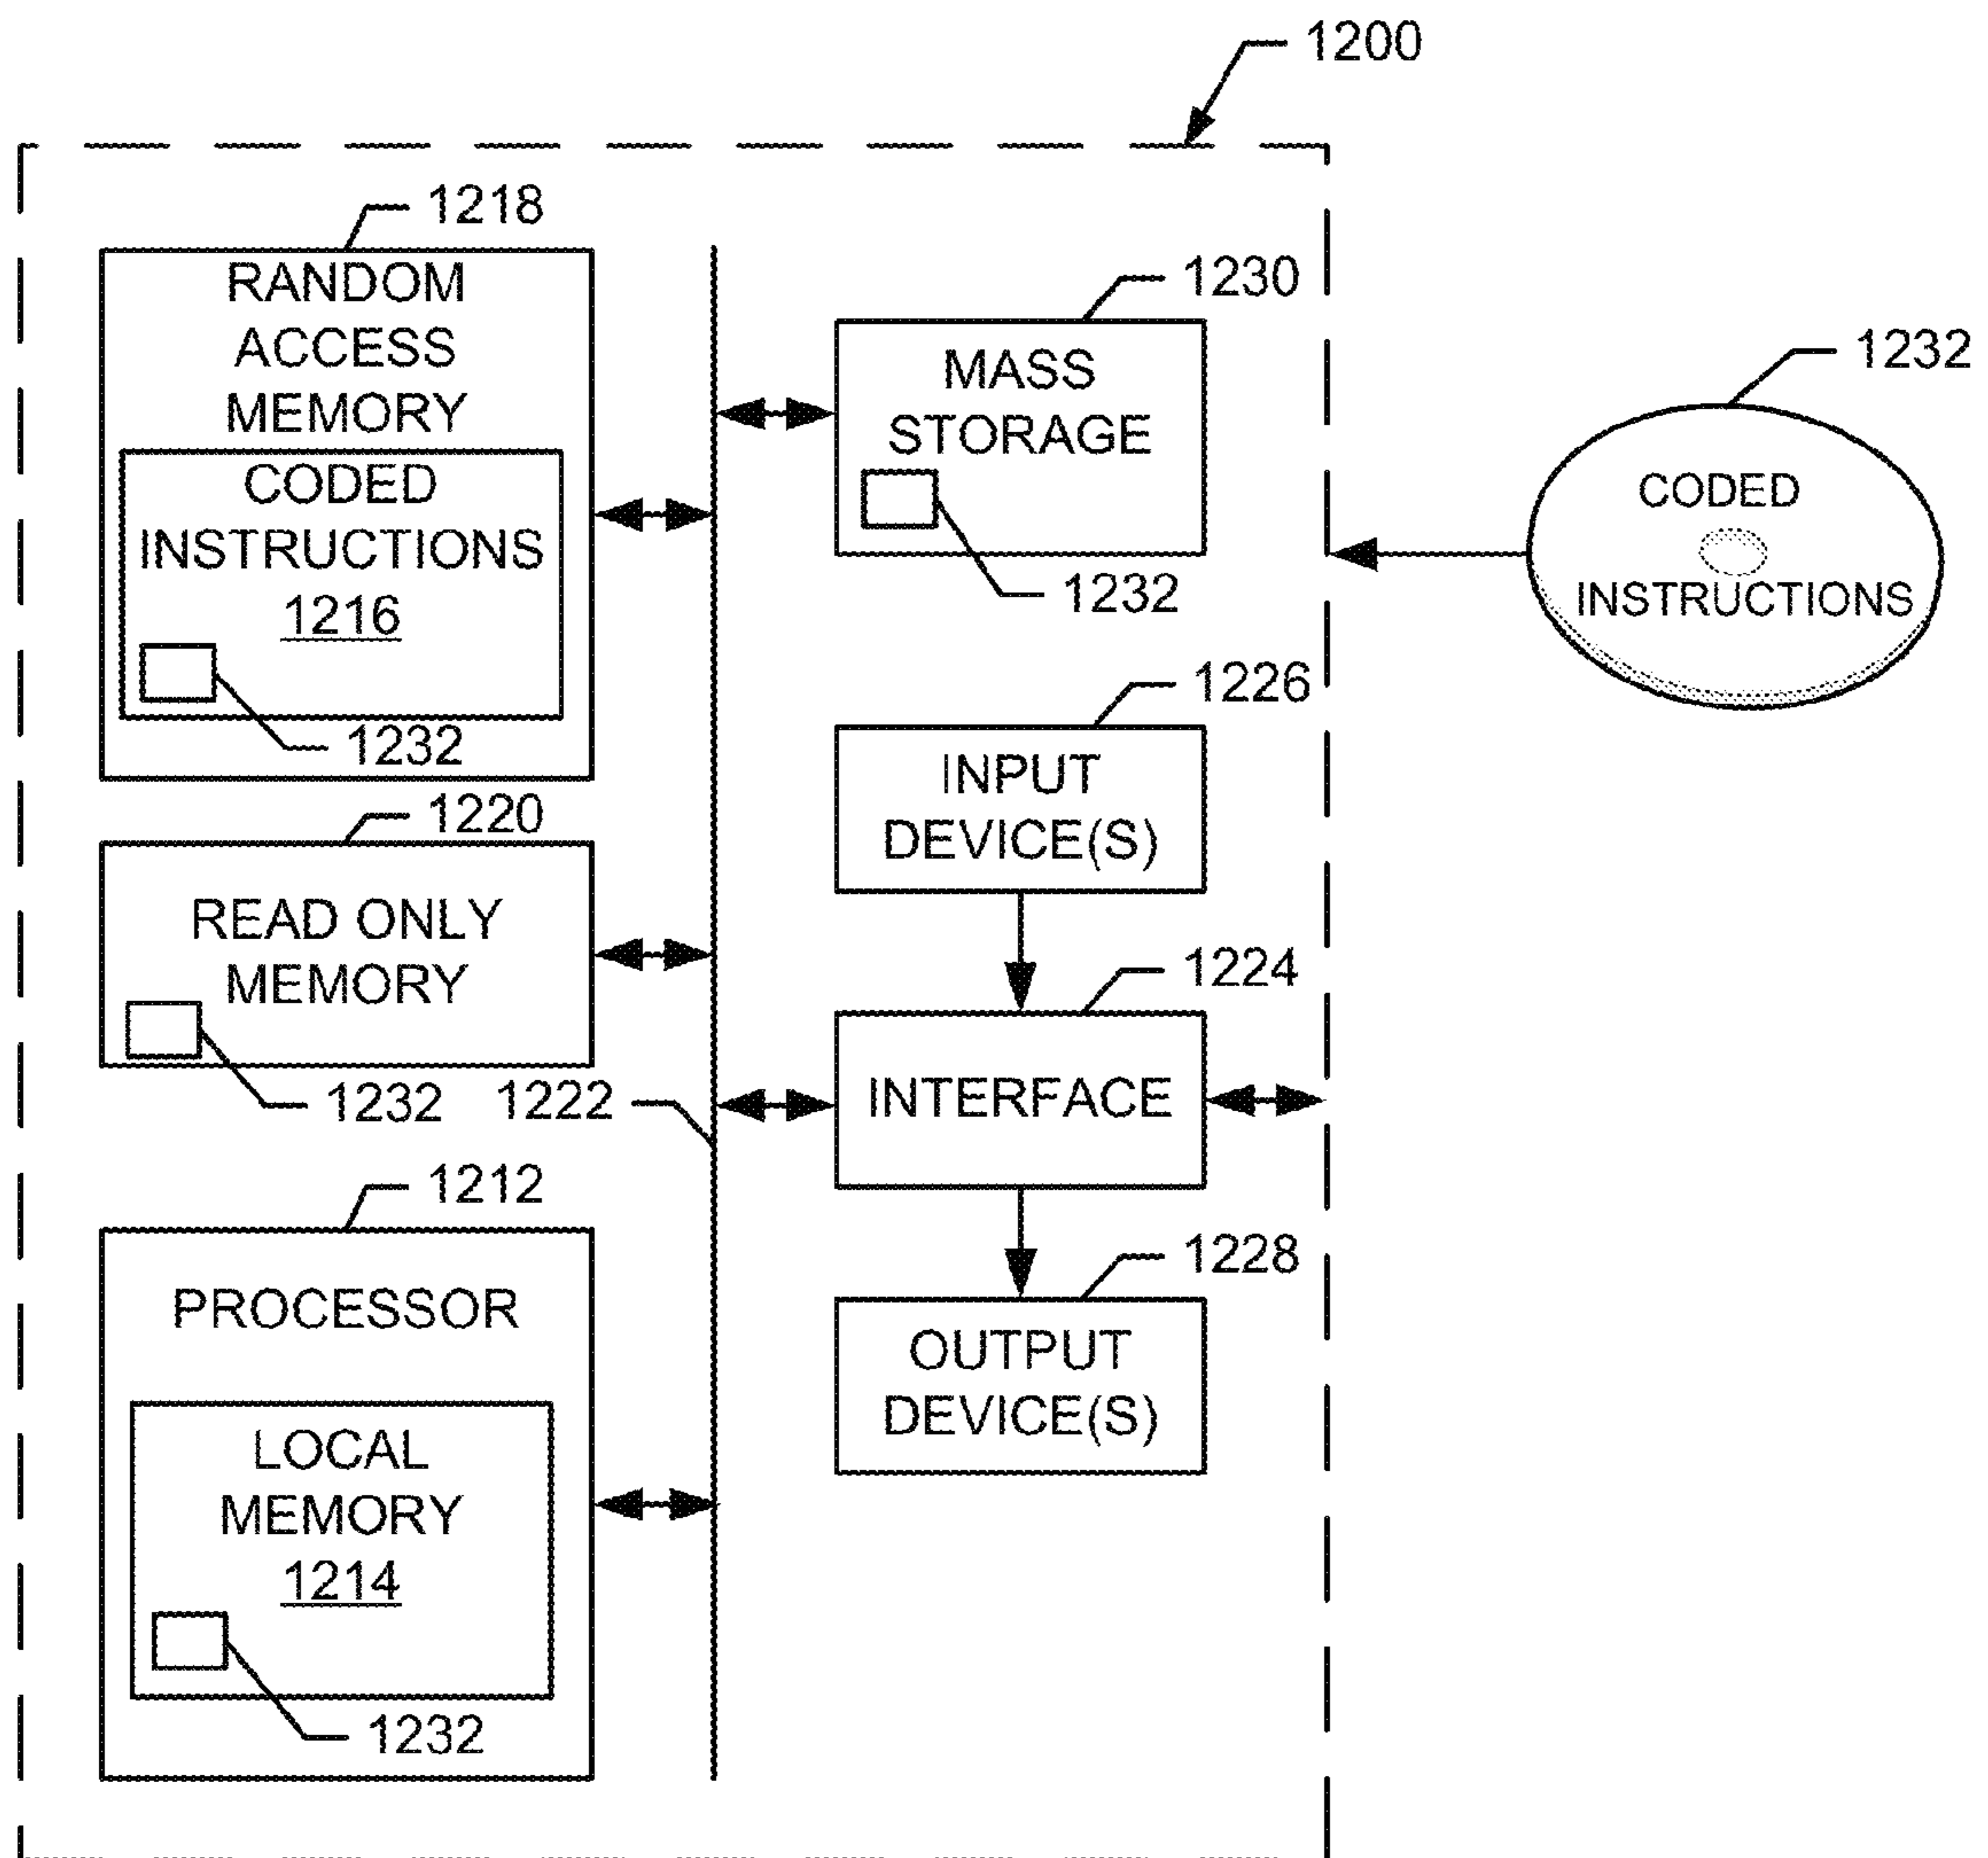 1200
1218
RANDOM
ACCESS
MEMORY
CODED
INSTRUCTIONS
1216
1232
1230
MASS
STORAGE
1232
1232
CODED
INSTRUCTIONS
1220
READ ONLY
MEMORY
1232
1222
1226
INPUT
DEVICE(S)
1224
INTERFACE
1212
PROCESSOR
LOCAL
MEMORY
1214
1232
1228
OUTPUT
DEVICE(S)